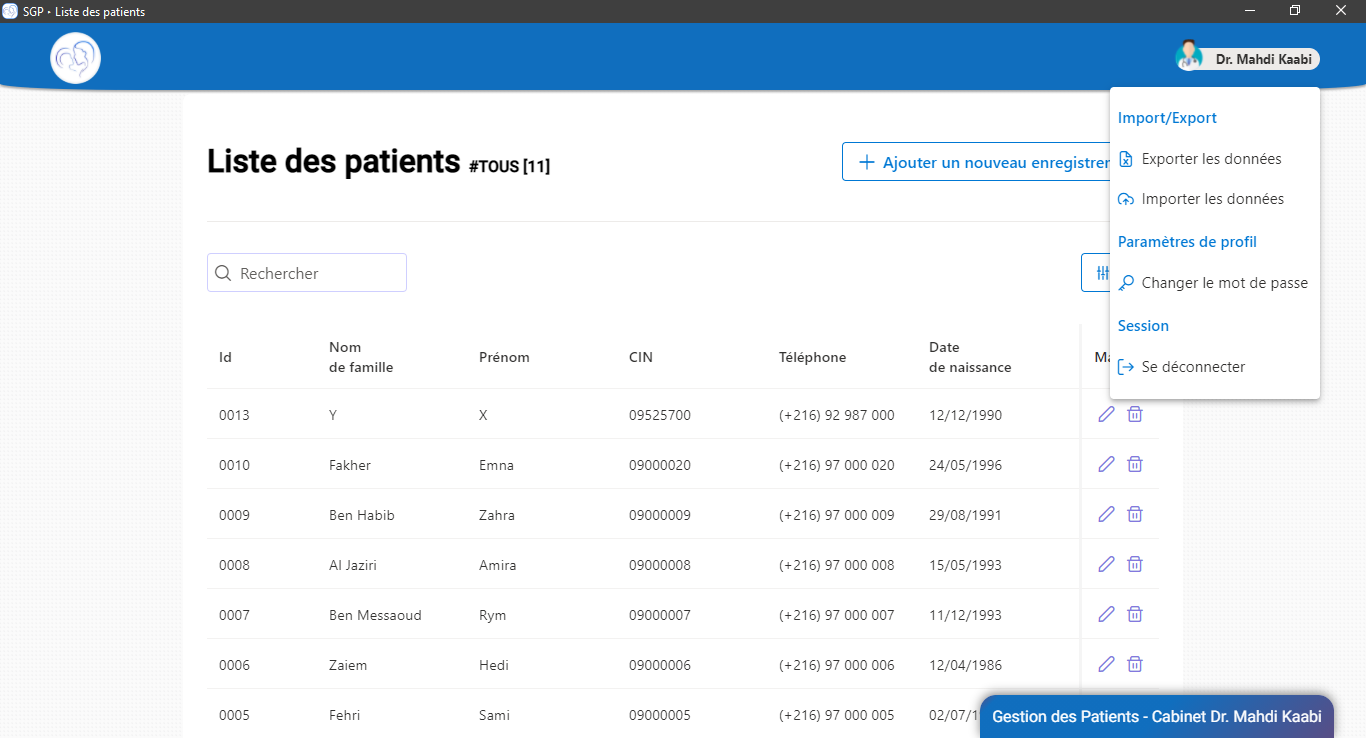 SGP • Liste des patients
Dr. Mahdi Kaabi
Import/Export
Exporter les données
Importer les données
Paramètres de profil
Changer le mot de passe
Session
Se déconnecter
Liste des patients #TOUS [11]
Ajouter un nouveau enregistrer
Rechercher
Id Nom de famille Prénom CIN Téléphone Date de naissance Ma
0013 Y X 09525700 (+216) 92 987 000 12/12/1990
0010 Fakher Emna 09000020 (+216) 97 000 020 24/05/1996
0009 Ben Habib Zahra 09000009 (+216) 97 000 009 29/08/1991
0008 Al Jaziri Amira 09000008 (+216) 97 000 008 15/05/1993
0007 Ben Messaoud Rym 09000007 (+216) 97 000 007 11/12/1993
0006 Zaiem Hedi 09000006 (+216) 97 000 006 12/04/1986
0005 Fehri Sami 09000005 (+216) 97 000 005 02/07/1
Gestion des Patients - Cabinet Dr. Mahdi Kaabi